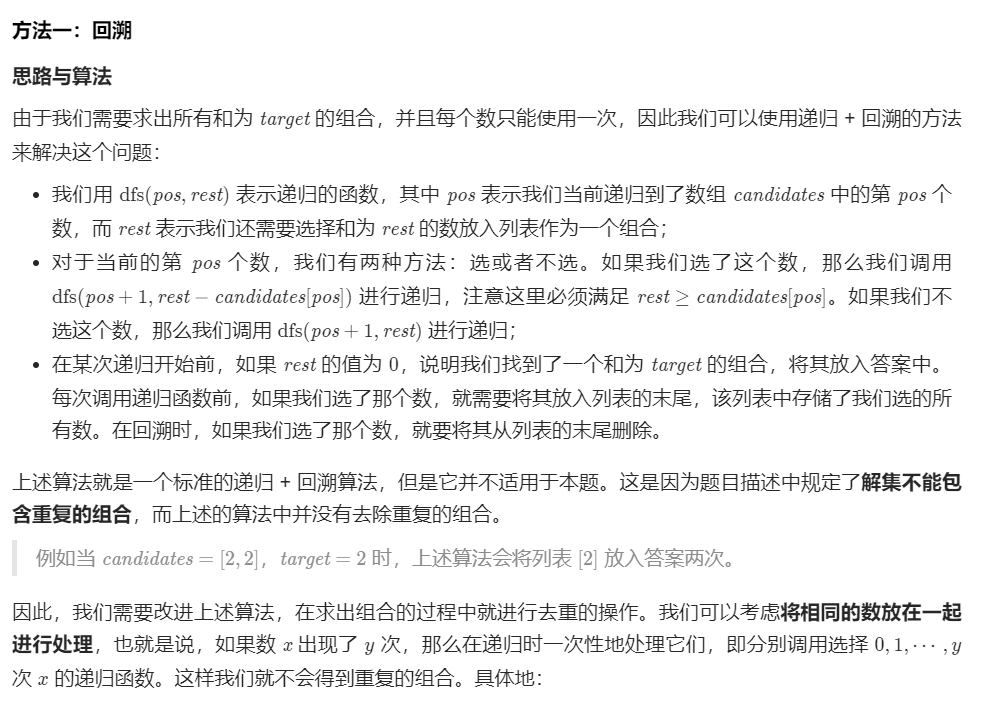 方法一：回溯
思路与算法
由于我们需要求出所有和为 target 的组合，并且每个数只能使用一次，因此我们可以使用递归 + 回溯的方法
来解决这个问题：
• 我们用 dfs(pos, rest) 表示递归的函数，其中 pos 表示我们当前递归到了数组 candidates 中的第 pos 个
数，而 rest 表示我们还需要选择和为 rest 的数放入列表作为一个组合；
• 对于当前的第 pos 个数，我们有两种方法：选或者不选。如果我们选了这个数，那么我们调用
dfs(pos + 1, rest − candidates[pos]) 进行递归，注意这里必须满足 rest ≥ candidates[pos]。如果我们不
选这个数，那么我们调用 dfs(pos + 1, rest) 进行递归；
• 在某次递归开始前，如果 rest 的值为 0，说明我们找到了一个和为 target 的组合，将其放入答案中。
每次调用递归函数前，如果我们选了那个数，就需要将其放入列表的末尾，该列表中存储了我们选的所
有数。在回溯时，如果我们选了那个数，就要将其从列表的末尾删除。
上述算法就是一个标准的递归 + 回溯算法，但是它并不适用于本题。这是因为题目描述中规定了解集不能包
含重复的组合，而上述的算法中并没有去除重复的组合。
例如当 candidates = [2, 2]，target = 2 时，上述算法会将列表 [2] 放入答案两次。
因此，我们需要改进上述算法，在求出组合的过程中就进行去重的操作。我们可以考虑将相同的数放在一起
进行处理，也就是说，如果数 x 出现了 y 次，那么在递归时一次性地处理它们，即分别调用选择 0, 1, ⋯ , y
次 x 的递归函数。这样我们就不会得到重复的组合。具体地：